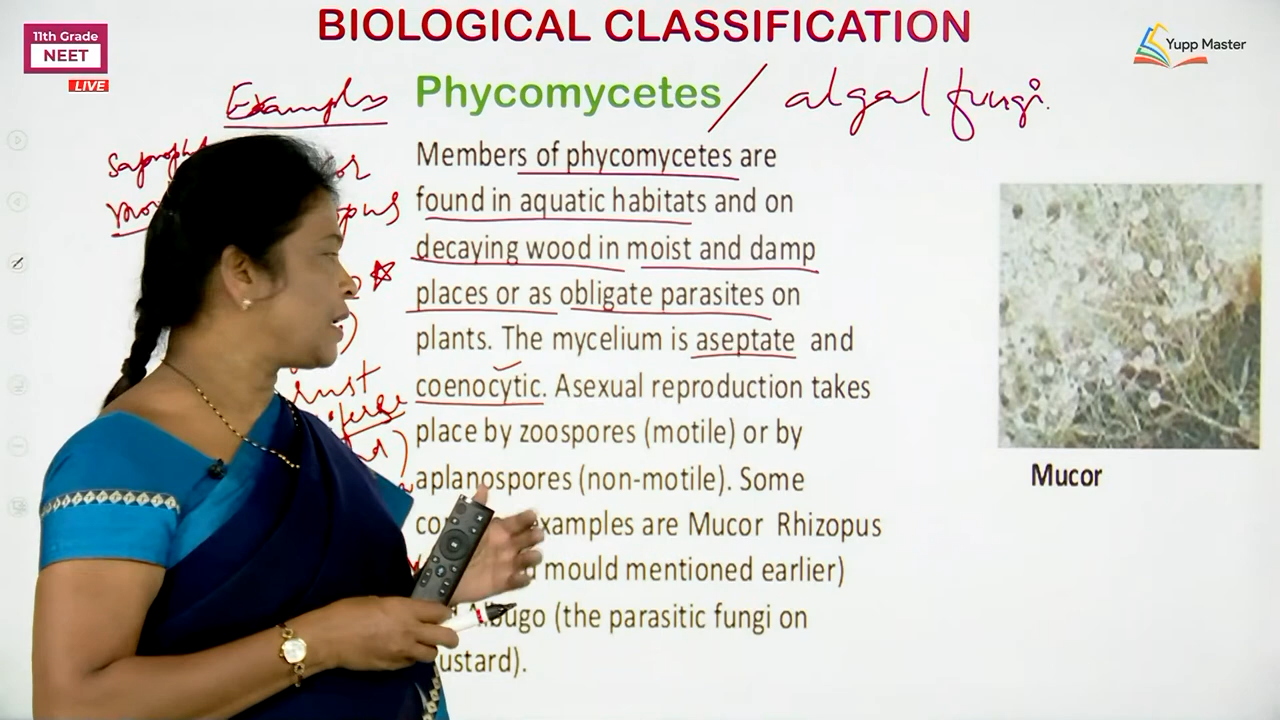 BIOLOGICAL CLASSIFICATION
11th Grade
NEET
LIVE
Yupp Master
Examples
Phycomycetes / algal fungi
Members of phycomycetes are
found in aquatic habitats and on
decaying wood in moist and damp
places or as obligate parasites on
plants. The mycelium is aseptate and
coenocytic. Asexual reproduction takes
place by zoospores (motile) or by
aplanospores (non-motile). Some
examples are Mucor Rhizopus
mould mentioned earlier)
Albugo (the parasitic fungi on
ustard).
rust
Mucor